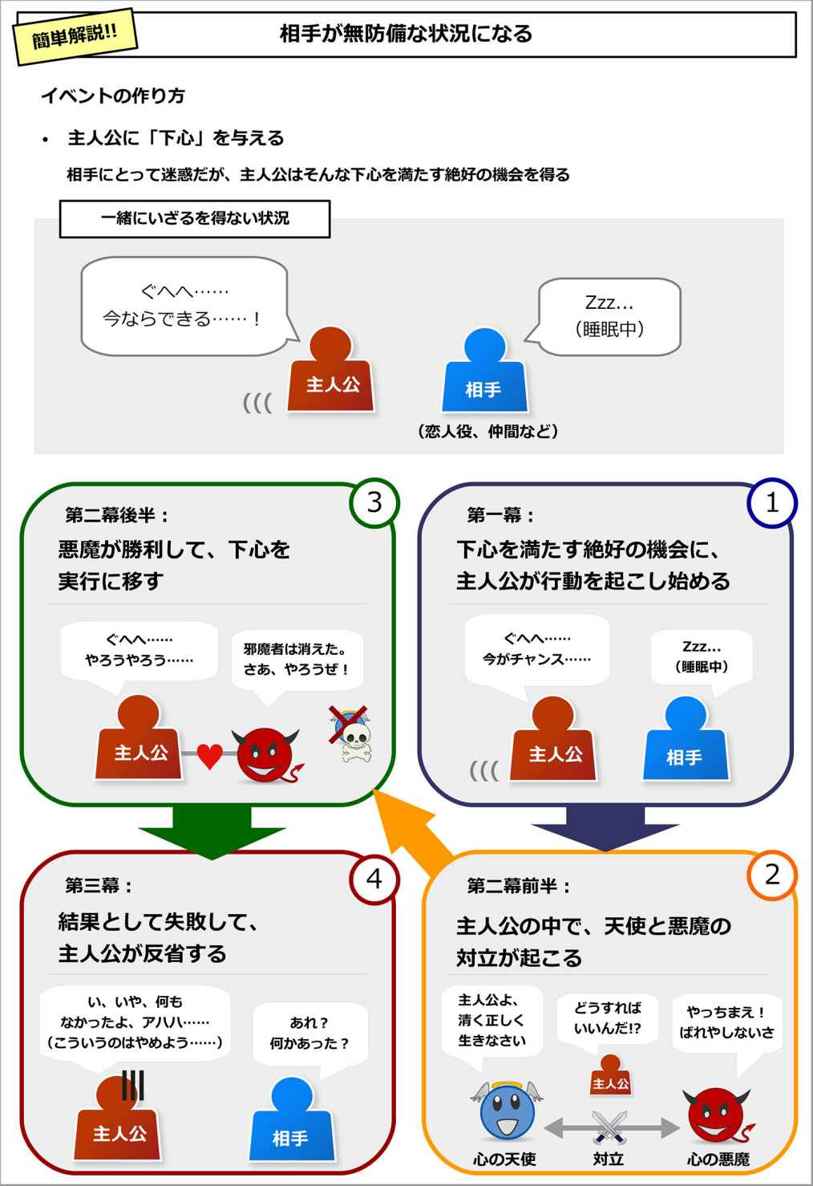 簡単解説!!
相手が無防備な状況になる
イベントの作り方
• 主人公に「下心」を与える
相手にとって迷惑だが、主人公はそんな下心を満たす絶好の機会を得る
一緒にいざるを得ない状況
ぐへへ……
今ならできる……！
Zzz…
（睡眠中）
主人公
(((
相手
（恋人役、仲間など）
1
第一幕：
下心を満たす絶好の機会に、
主人公が行動を起こし始める
ぐへへ……
今がチャンス……
Zzz…
（睡眠中）
主人公
(((
相手
2
第二幕前半：
主人公の中で、天使と悪魔の
対立が起こる
主人公よ、
清く正しく
生きなさい
どうすれば
いいんだ!?
やっちまえ！
ばれやしないさ
主人公
心の天使
対立
心の悪魔
3
第二幕後半：
悪魔が勝利して、下心を
実行に移す
ぐへへ……
やろうやろう……
邪魔者は消えた。
さあ、やろうぜ！
主人公
4
第三幕：
結果として失敗して、
主人公が反省する
い、いや、何も
なかったよ、アハハ……
（こういうのはやめよう……）
あれ？
何かあった？
主人公
相手